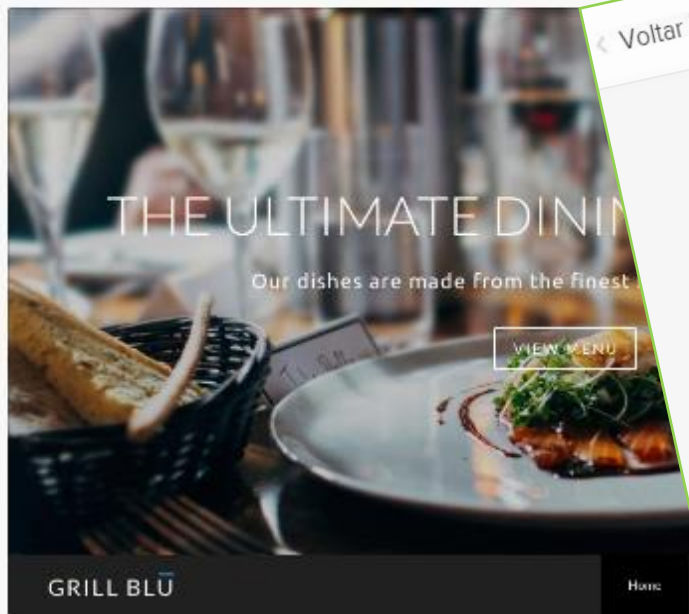 Voltar
THE ULTIMATE DINI
Our dishes are made from the finest
VIEW MENU
GRILL BLŪ
Home